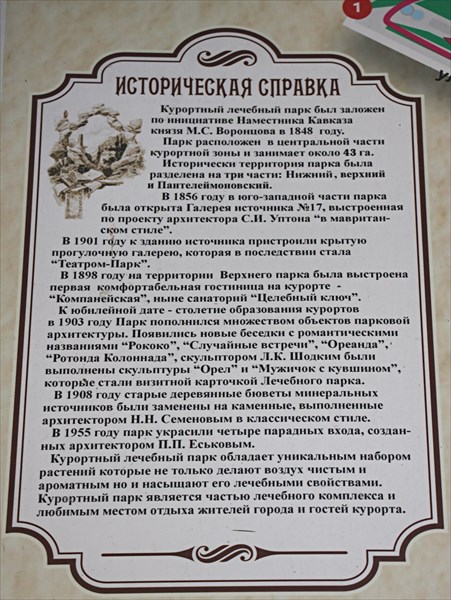 1
ИСТОРИЧЕСКАЯ СПРАВКА
Курортный лечебный парк был заложен
по инициативе Наместника Кавказа
князя М.С. Воронцова в 1848 году.
Парк расположен в центральной части
курортной зоны и занимает около 43 га.
Исторически территория парка была
разделена на три части: Нижний, верхний
и Пантелеймоновский.
В 1856 году в юго-западной части парка
была открыта Галерея источника №17, выстроенная
по проекту архитектора С.И. Уптона “в мавритан-
ском стиле”.
В 1901 году к зданию источника пристроили крытую
прогулочную галерею, которая в последствии стала
“Театром-Парк”.
В 1898 году на территории Верхнего парка была выстроена
первая комфортабельная гостиница на курорте -
“Компанейская”, ныне санаторий “Целебный ключ”.
К юбилейной дате - столетие образования курортов
в 1903 году Парк пополнился множеством объектов парковой
архитектуры. Появились новые беседки с романтическими
названиями “Рококо”, “Случайные встречи”, “Ореанда”,
“Ротонда Колоннада”, скульптором Л.К. Шодким были
выполнены скульптуры “Орел” и “Мужичок с кувшином”,
которые стали визитной карточкой Лечебного парка.
В 1908 году старые деревянные бюветы минеральных
источников были заменены на каменные, выполненные
архитектором Н.Н. Семеновым в классическом стиле.
В 1955 году парк украсили четыре парадных входа, создан-
ных архитектором П.П. Еськовым.
Курортный лечебный парк обладает уникальным набором
растений которые не только делают воздух чистым и
ароматным но и насыщают его лечебными свойствами.
Курортный парк является частью лечебного комплекса и
любимым местом отдыха жителей города и гостей курорта.